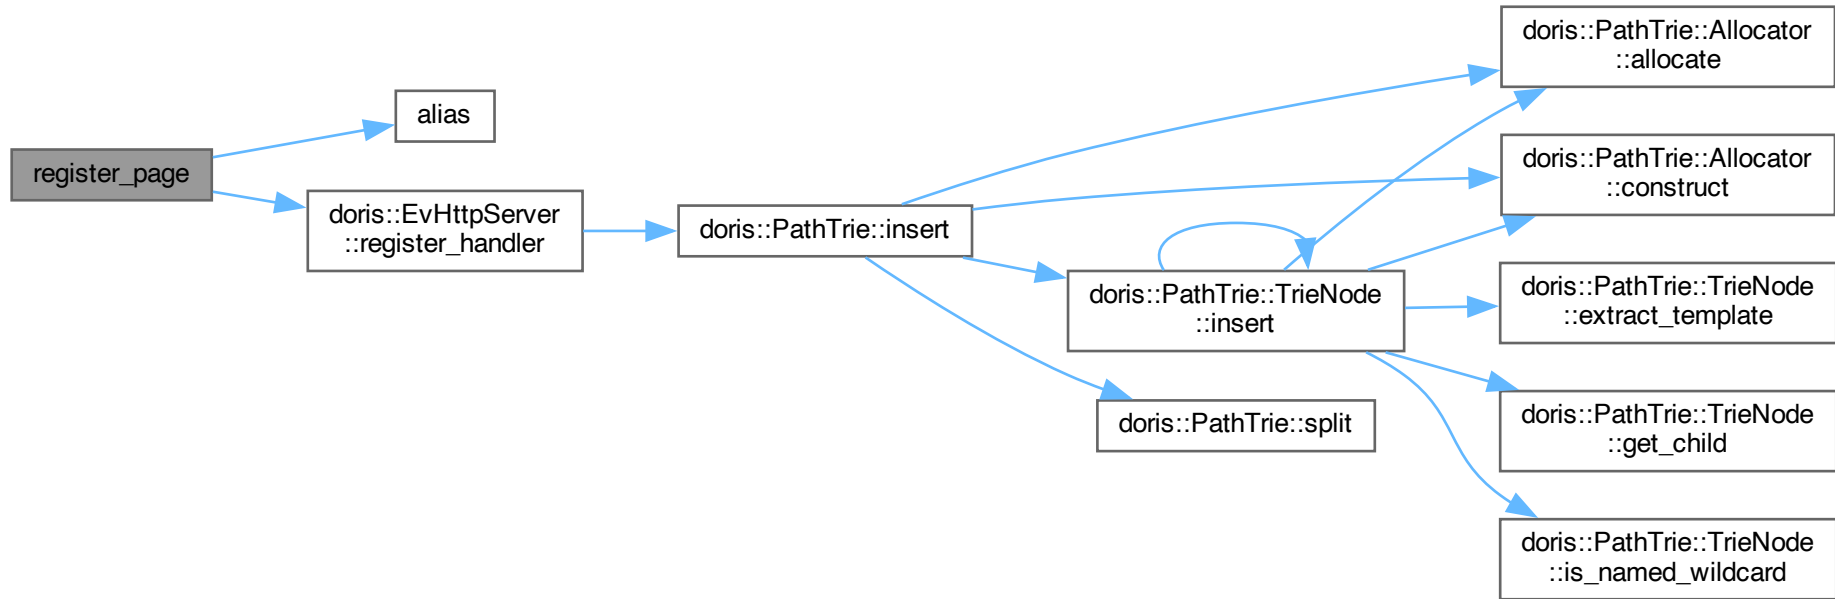 register_page
alias
doris::EvHttpServer
::register_handler
doris::PathTrie::insert
doris::PathTrie::TrieNode
::insert
doris::PathTrie::split
doris::PathTrie::Allocator
::allocate
doris::PathTrie::Allocator
::construct
doris::PathTrie::TrieNode
::extract_template
doris::PathTrie::TrieNode
::get_child
doris::PathTrie::TrieNode
::is_named_wildcard